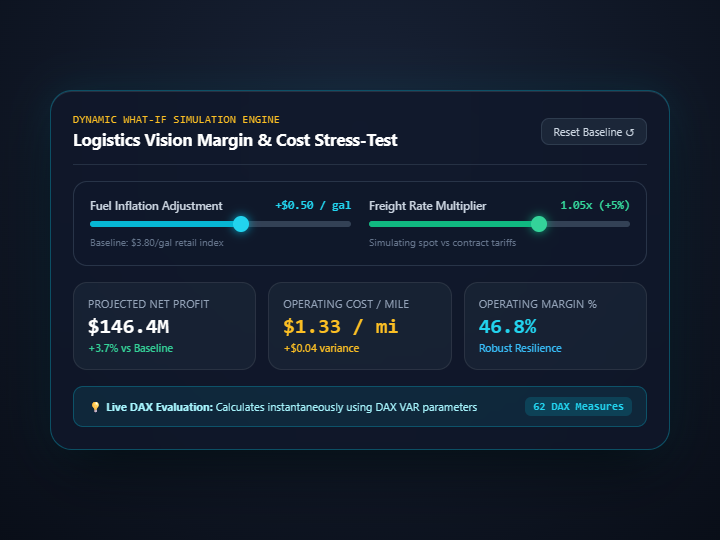 DYNAMIC WHAT-IF SIMULATION ENGINE
Logistics Vision Margin & Cost Stress-Test
Reset Baseline ↺
Fuel Inflation Adjustment +$0.50 / gal
Baseline: $3.80/gal retail index
Freight Rate Multiplier 1.05x (+5%)
Simulating spot vs contract tariffs
PROJECTED NET PROFIT
$146.4M
+3.7% vs Baseline
OPERATING COST / MILE
$1.33 / mi
+$0.04 variance
OPERATING MARGIN %
46.8%
Robust Resilience
💡 Live DAX Evaluation: Calculates instantaneously using DAX VAR parameters
62 DAX Measures